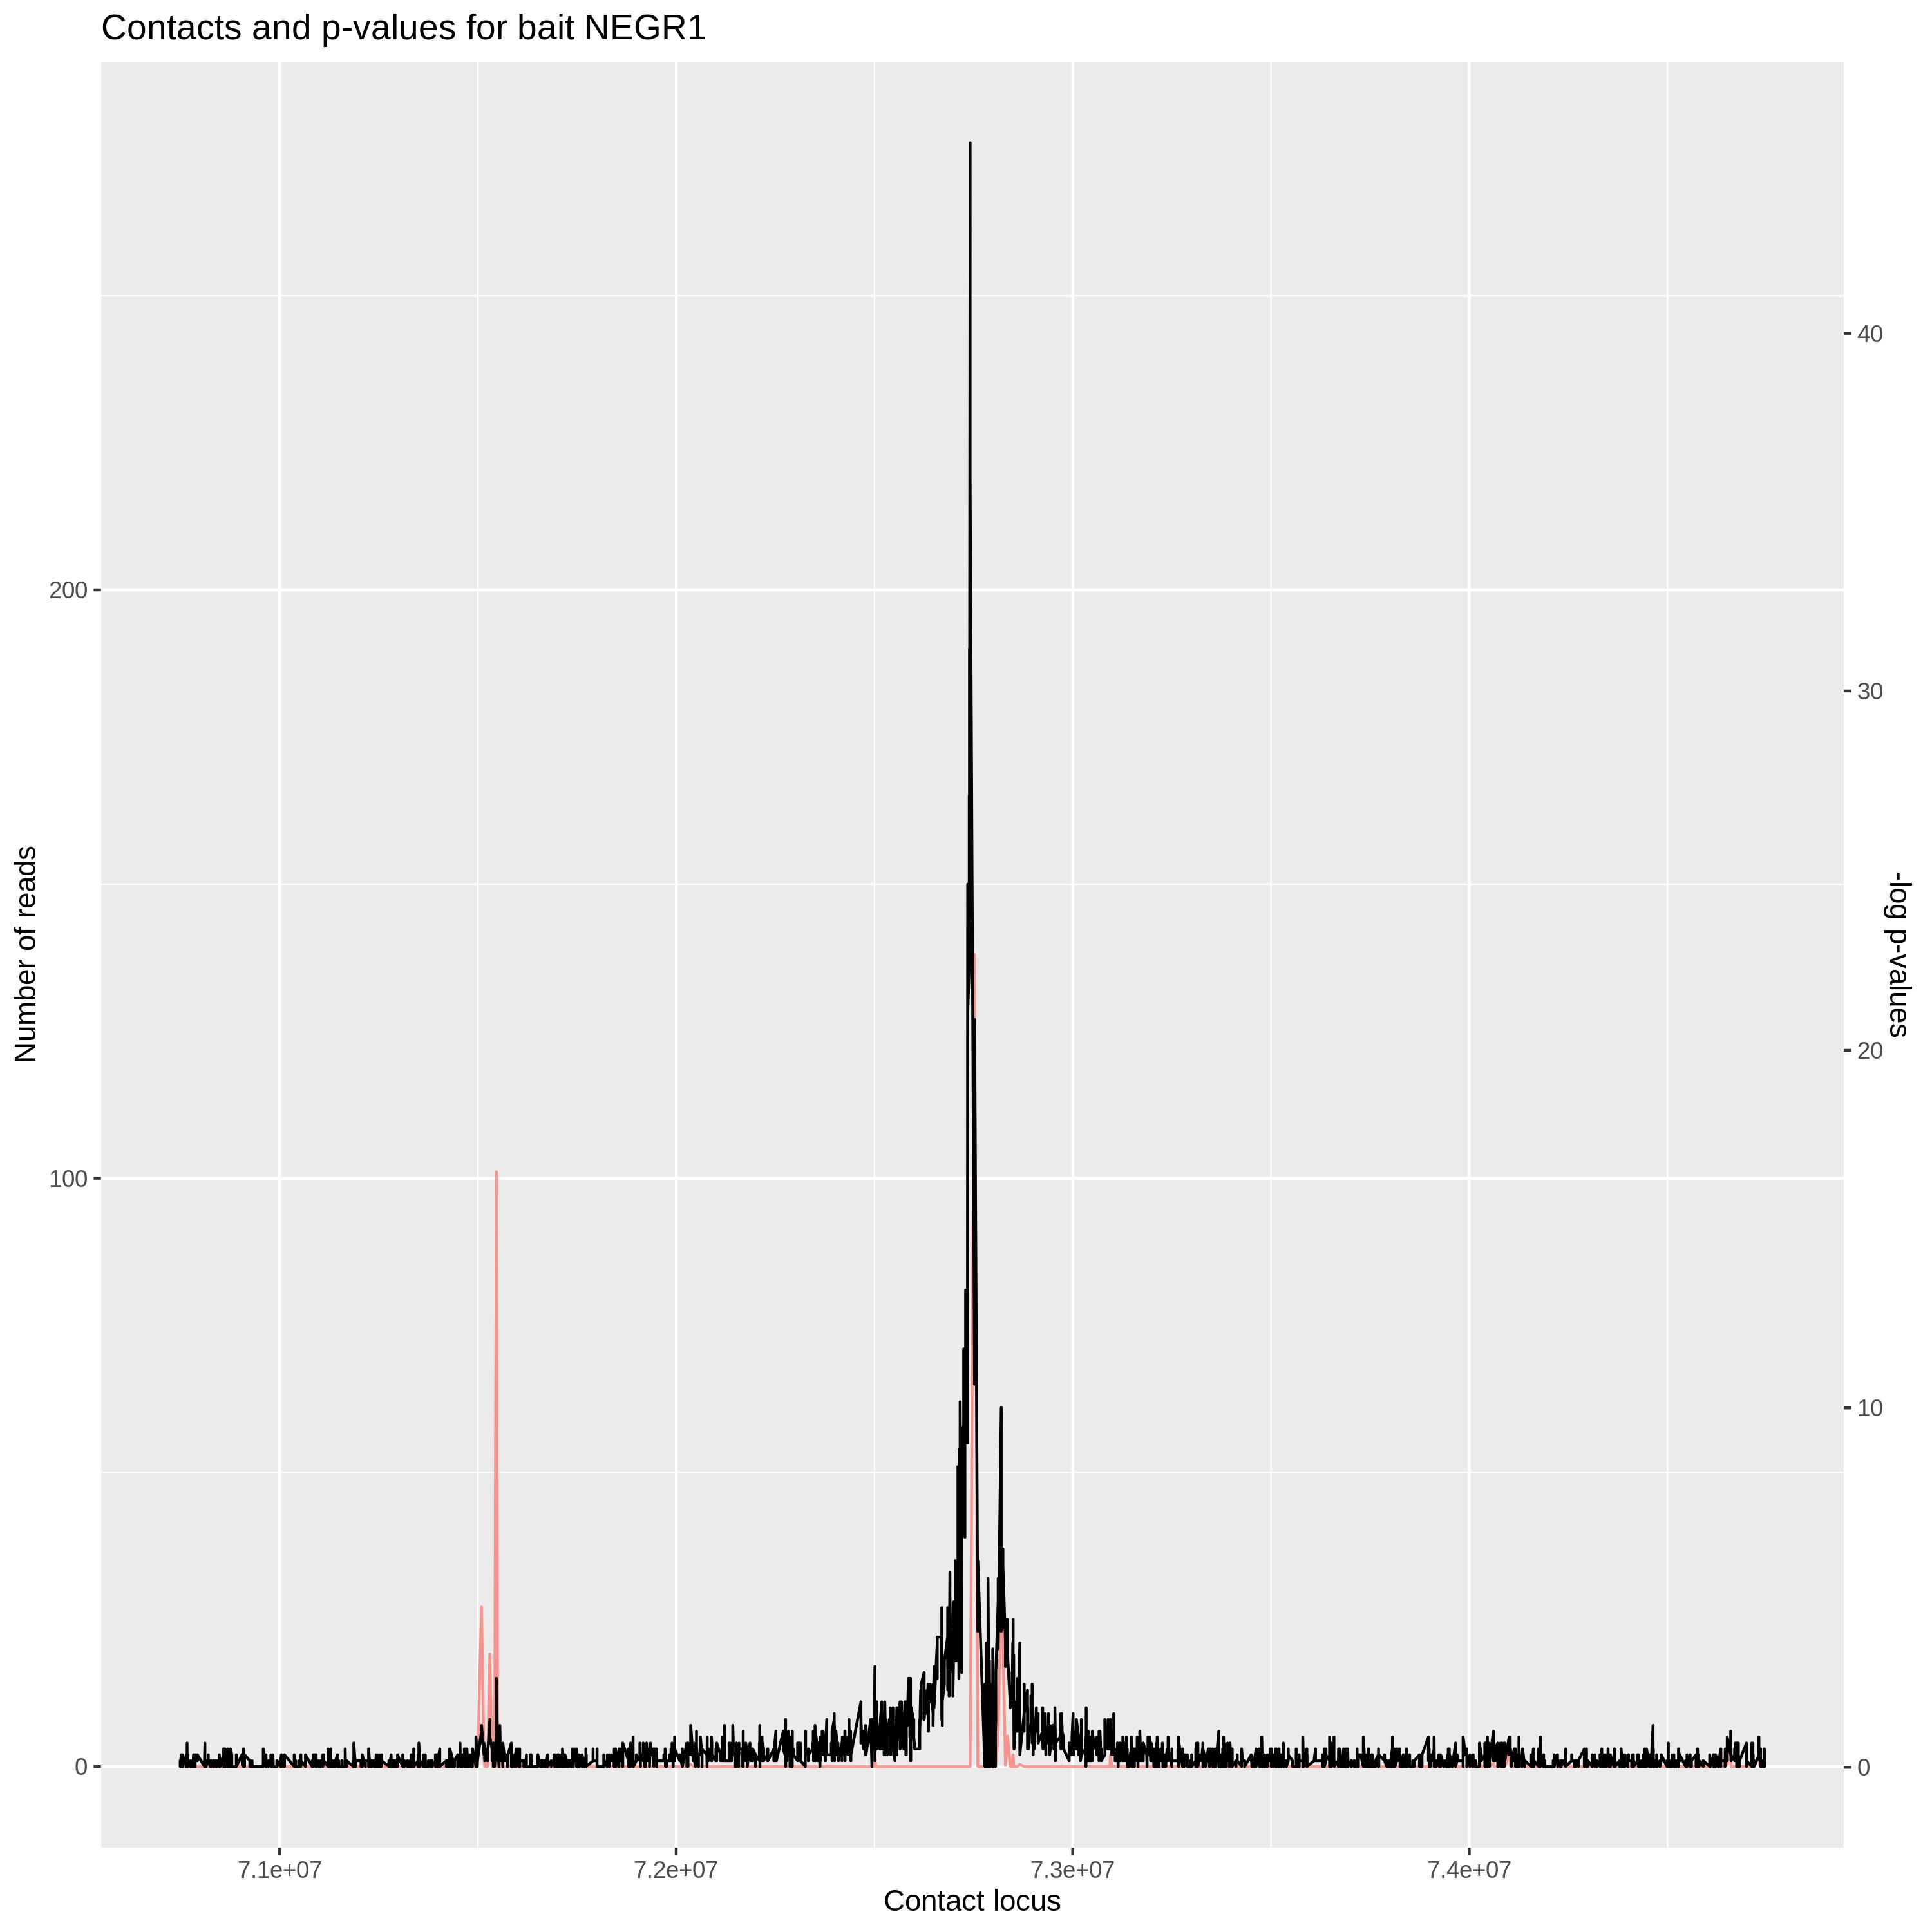 Contacts and p-values for bait NEGR1
200
100
0
Number of reads
40
30
20
10
0
-log p-values
7.1e+07
7.2e+07
7.3e+07
7.4e+07
Contact locus